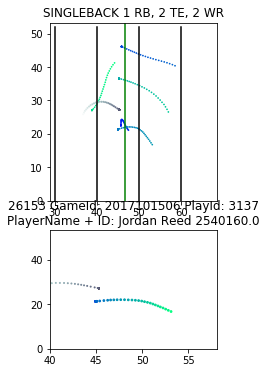 SINGLEBACK 1 RB, 2 TE, 2 WR
50
40
30
20
10
0
30 40 50 60
26153 GameId: 2017101506 PlayId: 3137
PlayerName + ID: Jordan Reed 2540160.0
40
20
0
40 45 50 55